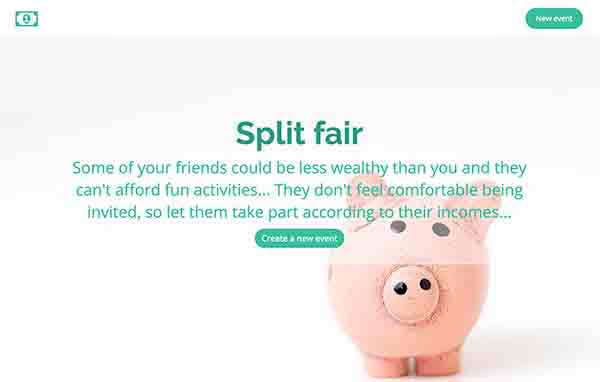 New event
Split fair
Some of your friends could be less wealthy than you and they
can't afford fun activities... They don't feel comfortable being
invited, so let them take part according to their incomes...
Create a new event